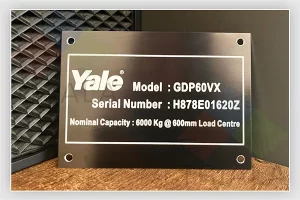 Yale Model : GDP60VX
Serial Number : H878E01620Z
Nominal Capacity : 6000 Kg @ 600mm Load Centre